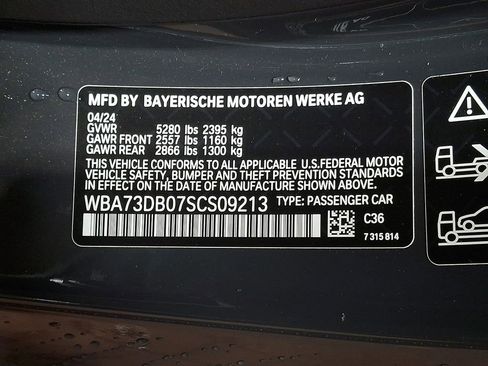 MFD BY BAYERISCHE MOTOREN WERKE AG
04/24
GVWR 5280 lbs 2395 kg
GAWR FRONT 2557 lbs 1160 kg
GAWR REAR 2866 lbs 1300 kg
THIS VEHICLE CONFORMS TO ALL APPLICABLE U.S.FEDERAL MOTOR
VEHICLE SAFETY, BUMPER, AND THEFT PREVENTION STANDARDS
IN EFFECT ON THE DATE OF MANUFACTURE SHOWN ABOVE.
WBA73DB07SCS09213 TYPE: PASSENGER CAR
C36
7 315 814